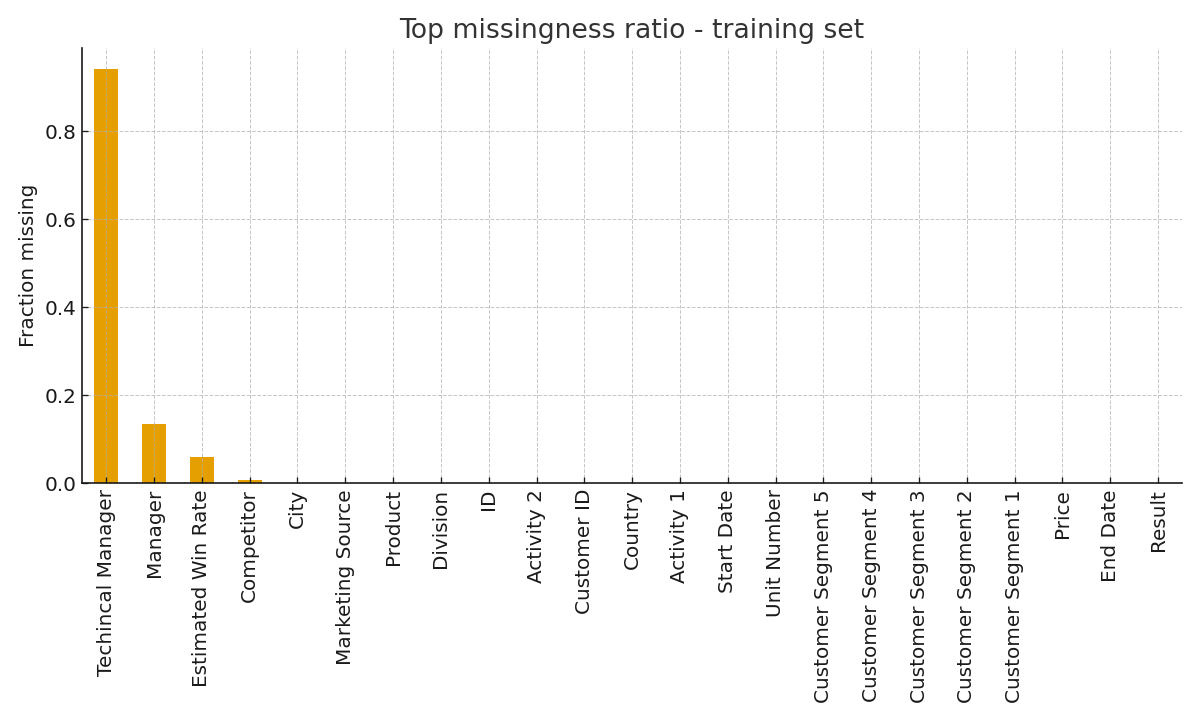 Top missingness ratio - training set
Fraction missing
0.8
0.6
0.4
0.2
0.0
Techincal Manager
Manager
Estimated Win Rate
Competitor
City
Marketing Source
Product
Division
ID
Activity 2
Customer ID
Country
Activity 1
Start Date
Unit Number
Customer Segment 5
Customer Segment 4
Customer Segment 3
Customer Segment 2
Customer Segment 1
Price
End Date
Result